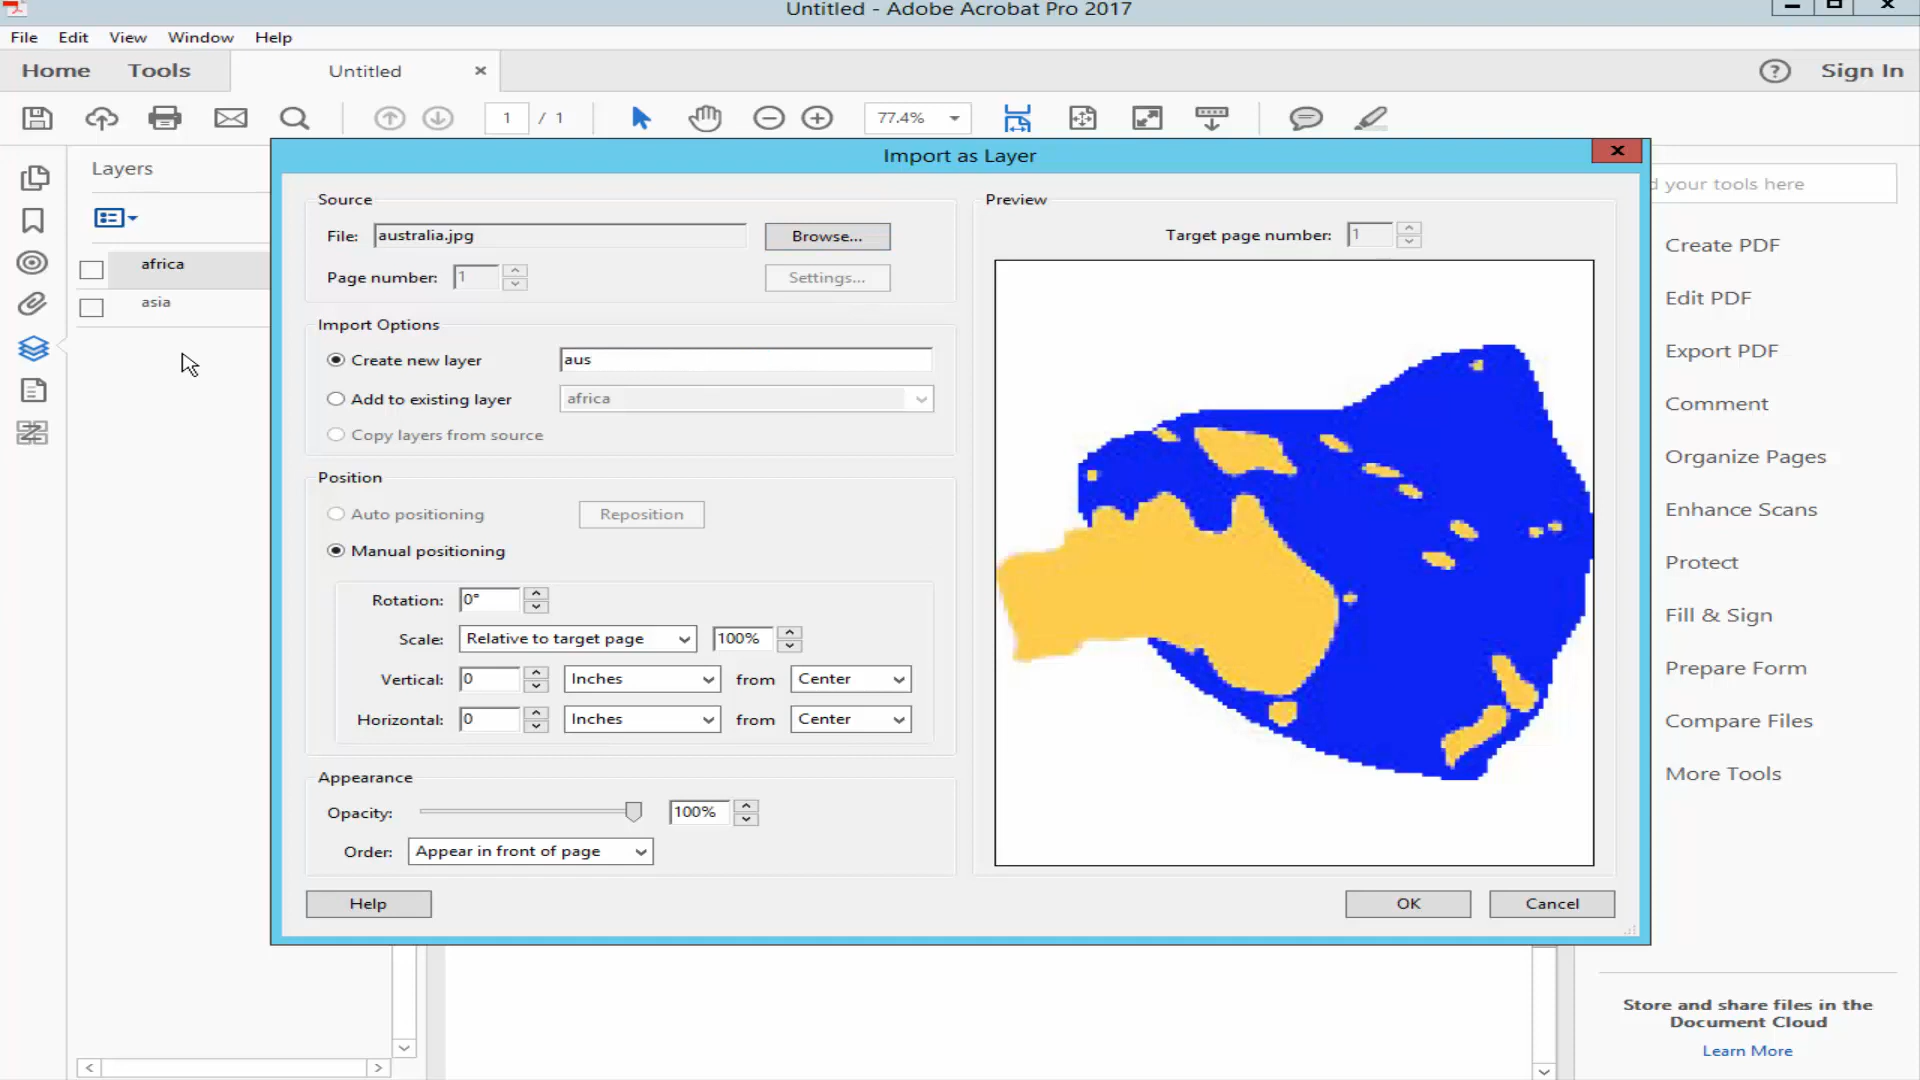 Untitled - Adobe Acrobat Pro 2017
File Edit View Window Help
Home Tools Untitled Sign In
1 / 1 77.4%
Layers
africa
asia
Import as Layer
Source
File: australia.jpg Browse...
Page number: 1 Settings...
Import Options
Create new layer aus
Add to existing layer africa
Copy layers from source
Position
Auto positioning Reposition
Manual positioning
Rotation: 0°
Scale: Relative to target page 100%
Vertical: 0 Inches from Center
Horizontal: 0 Inches from Center
Appearance
Opacity: 100%
Order: Appear in front of page
Help
Preview
Target page number: 1
OK Cancel
your tools here
Create PDF
Edit PDF
Export PDF
Comment
Organize Pages
Enhance Scans
Protect
Fill & Sign
Prepare Form
Compare Files
More Tools
Store and share files in the
Document Cloud
Learn More